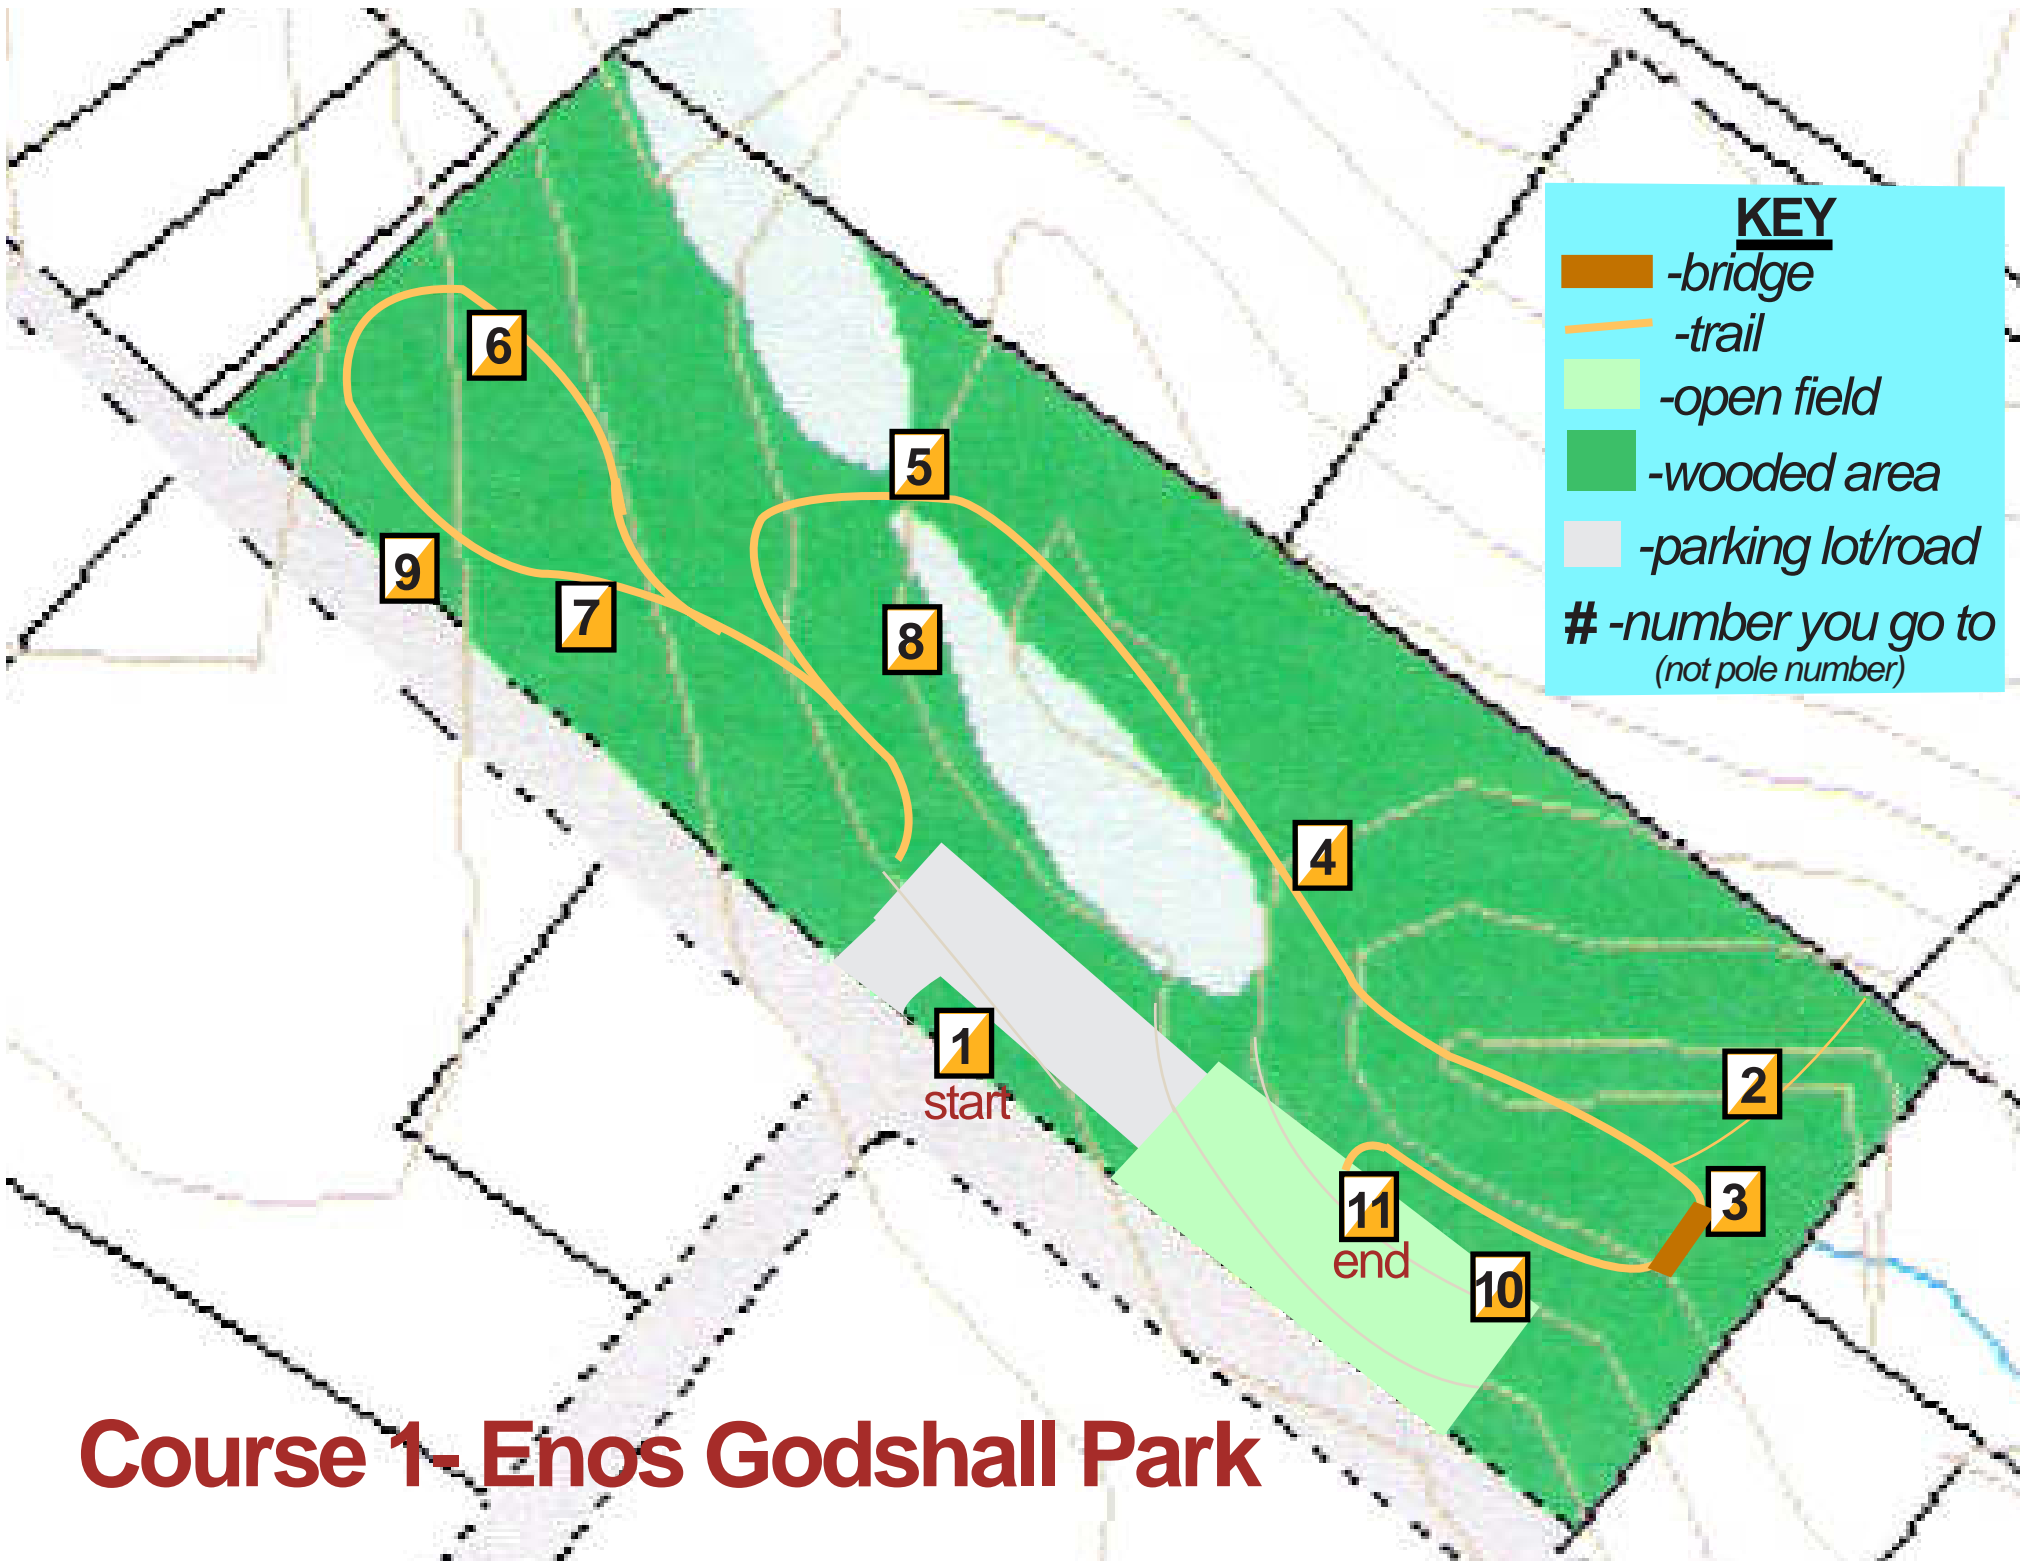 KEY
-bridge
-trail
-open field
-wooded area
-parking lot/road
# -number you go to
(not pole number)
6
5
9
7
8
4
1
start
2
3
11
end
10
Course 1- Enos Godshall Park